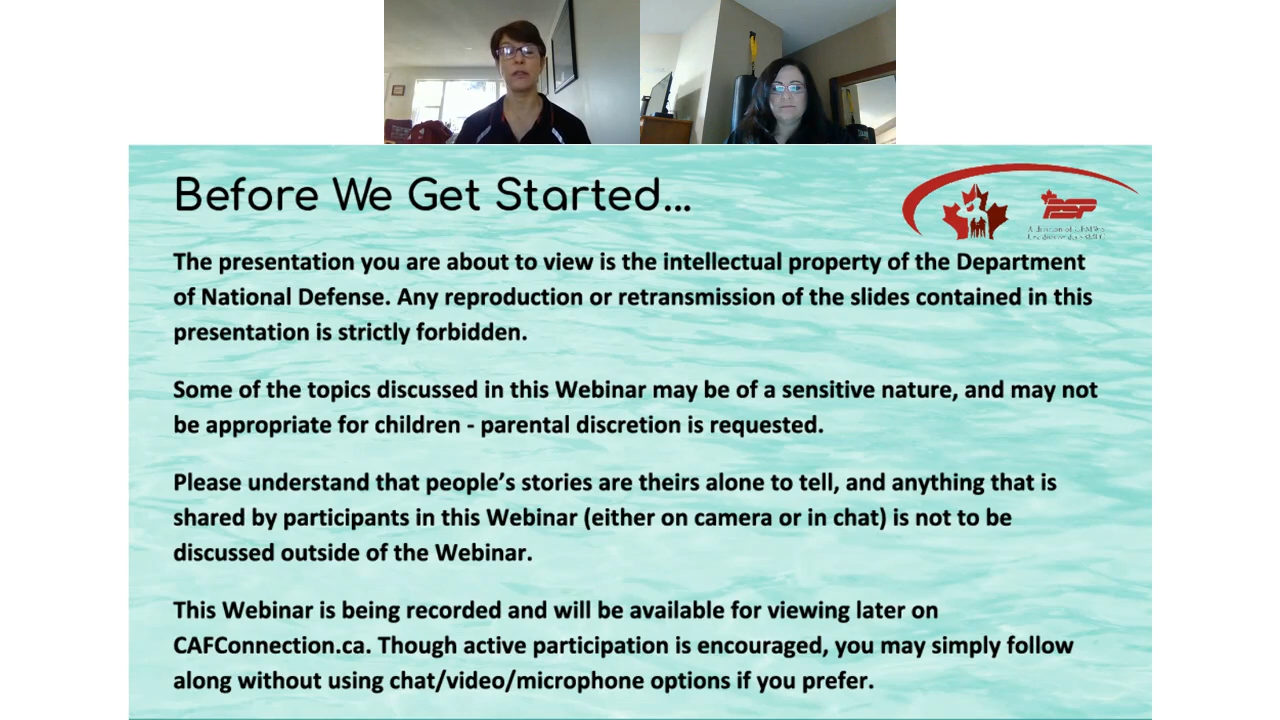 Before We Get Started...
PSP
The presentation you are about to view is the intellectual property of the Department
of National Defense. Any reproduction or retransmission of the slides contained in this
presentation is strictly forbidden.
Some of the topics discussed in this Webinar may be of a sensitive nature, and may not
be appropriate for children - parental discretion is requested.
Please understand that people’s stories are theirs alone to tell, and anything that is
shared by participants in this Webinar (either on camera or in chat) is not to be
discussed outside of the Webinar.
This Webinar is being recorded and will be available for viewing later on
CAFConnection.ca. Though active participation is encouraged, you may simply follow
along without using chat/video/microphone options if you prefer.